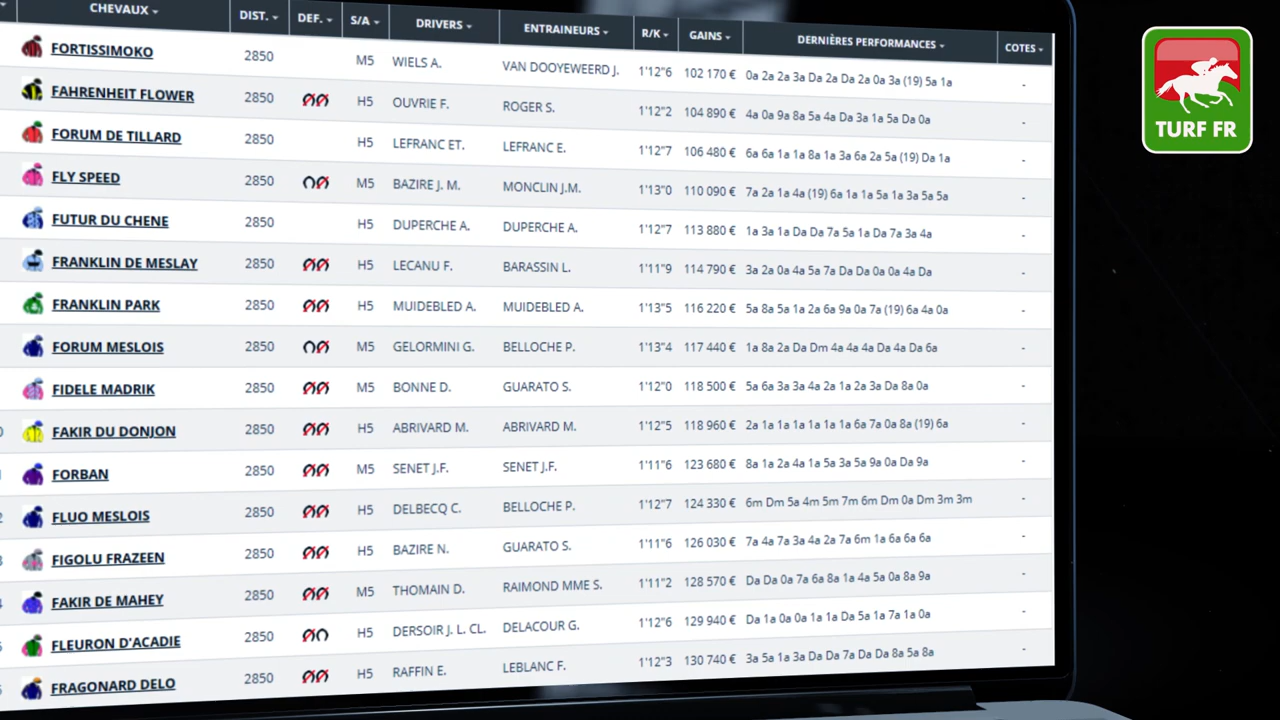 CHEVAUX DIST. DEF. S/A DRIVERS ENTRAINEURS R/K GAINS DERNIÈRES PERFORMANCES COTES
FORTISSIMOKO 2850 M5 WIELS A. VAN DOOYEWEERD J. 1'12"6 102 170 € 0a 2a 2a 3a Da 2a Da 2a 0a 3a (19) 5a 1a -
FAHRENHEIT FLOWER 2850 H5 OUVRIE F. ROGER S. 1'12"2 104 890 € 4a 0a 9a 8a 5a 4a Da 3a 1a 5a Da 0a -
FORUM DE TILLARD 2850 H5 LEFRANC ET. LEFRANC E. 1'12"7 106 480 € 6a 6a 1a 1a 8a 1a 3a 6a 2a 5a (19) Da 1a -
FLY SPEED 2850 M5 BAZIRE J. M. MONCLIN J.M. 1'13"0 110 090 € 7a 2a 1a 4a (19) 6a 1a 1a 5a 1a 3a 5a 5a -
FUTUR DU CHENE 2850 H5 DUPERCHE A. DUPERCHE A. 1'12"7 113 880 € 1a 3a 1a Da Da 7a 5a 1a Da 7a 3a 4a -
FRANKLIN DE MESLAY 2850 H5 LECANU F. BARASSIN L. 1'11"9 114 790 € 3a 2a 0a 4a 5a 7a Da Da 0a 0a 4a Da -
FRANKLIN PARK 2850 H5 MUIDEBLED A. MUIDEBLED A. 1'13"5 116 220 € 5a 8a 5a 1a 2a 6a 9a 0a 7a (19) 6a 4a 0a -
FORUM MESLOIS 2850 M5 GELORMINI G. BELLOCHE P. 1'13"4 117 440 € 1a 8a 2a Da Dm 4a 4a 4a Da 4a Da 6a -
FIDELE MADRIK 2850 M5 BONNE D. GUARATO S. 1'12"0 118 500 € 5a 6a 3a 3a 4a 2a 1a 2a 3a Da 8a 0a -
0 FAKIR DU DONJON 2850 H5 ABRIVARD M. ABRIVARD M. 1'12"5 118 960 € 2a 1a 1a 1a 1a 1a 6a 7a 0a 8a (19) 6a -
FORBAN 2850 M5 SENET J.F. SENET J.F. 1'11"6 123 680 € 8a 1a 2a 4a 1a 5a 3a 5a 9a 0a Da 9a -
2 FLUO MESLOIS 2850 H5 DELBECQ C. BELLOCHE P. 1'12"7 124 330 € 6m Dm 5a 4m 5m 7m 6m Dm 0a Dm 3m 3m -
3 FIGOLU FRAZEEN 2850 H5 BAZIRE N. GUARATO S. 1'11"6 126 030 € 7a 4a 7a 3a 4a 2a 7a 6m 1a 6a 6a 6a -
4 FAKIR DE MAHEY 2850 M5 THOMAIN D. RAIMOND MME S. 1'11"2 128 570 € Da Da 0a 7a 6a 8a 1a 4a 5a 0a 8a 9a -
5 FLEURON D'ACADIE 2850 H5 DERSOIR J. L. CL. DELACOUR G. 1'12"6 129 940 € Da 1a 0a 0a 1a 1a Da 5a 1a 7a 1a 0a -
FRAGONARD DELO 2850 H5 RAFFIN E. LEBLANC F. 1'12"3 130 740 € 3a 5a 1a 3a Da Da 7a Da Da 8a 5a 8a -
TURF FR